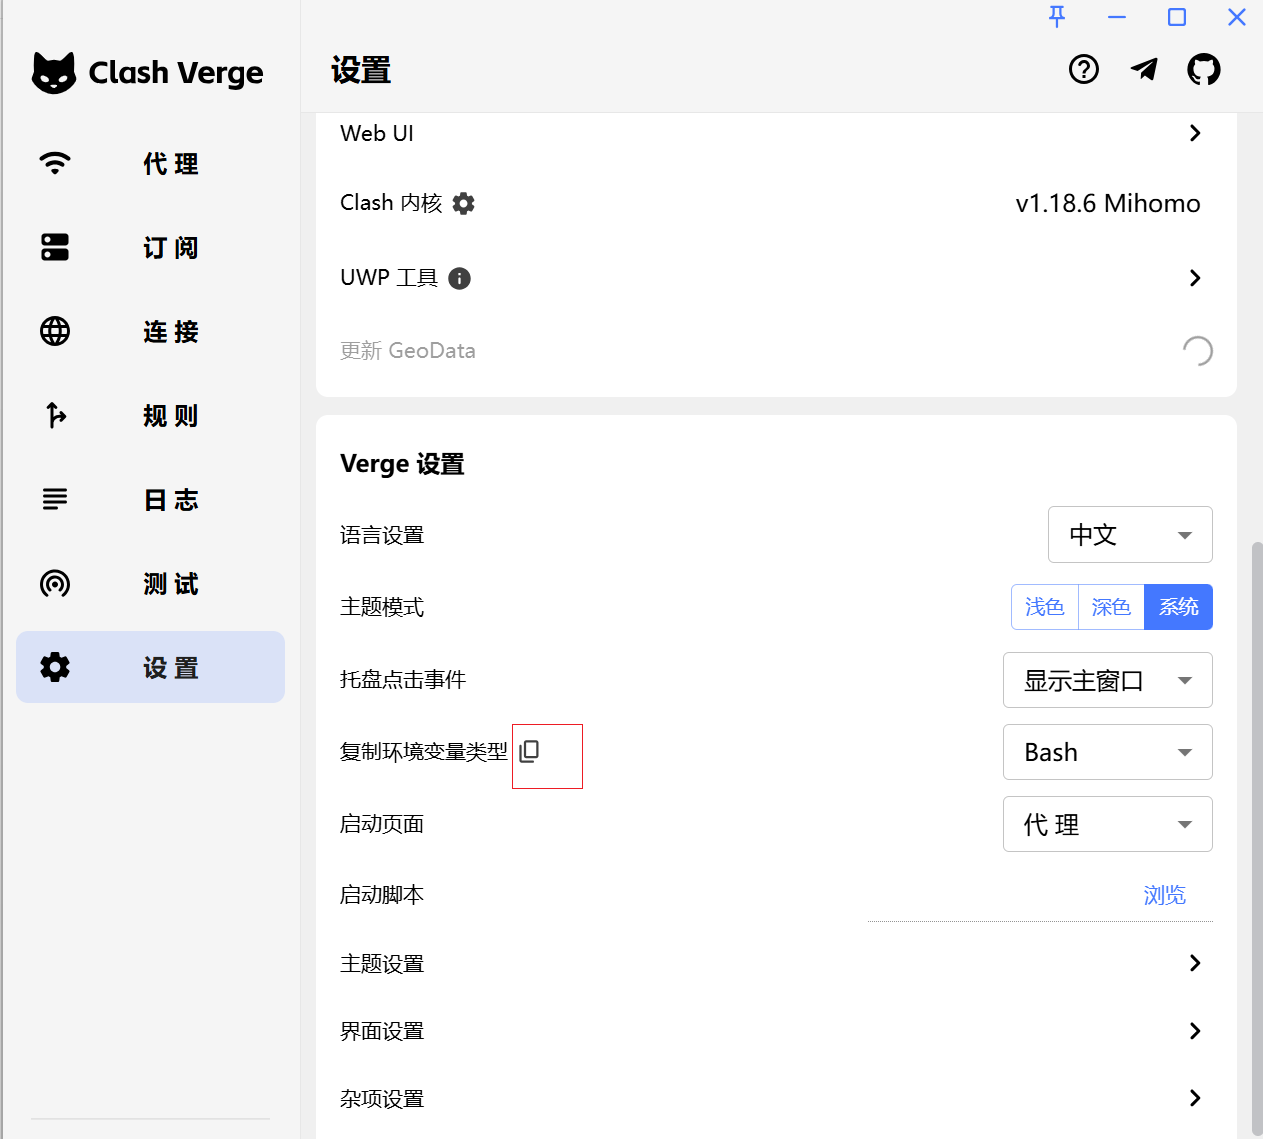 Clash Verge
代 理
订 阅
连 接
规 则
日 志
测 试
设 置
设置
Web UI
Clash 内核 v1.18.6 Mihomo
UWP 工具
更新 GeoData
Verge 设置
语言设置 中文
主题模式 浅色 深色 系统
托盘点击事件 显示主窗口
复制环境变量类型 Bash
启动页面 代 理
启动脚本 浏览
主题设置
界面设置
杂项设置